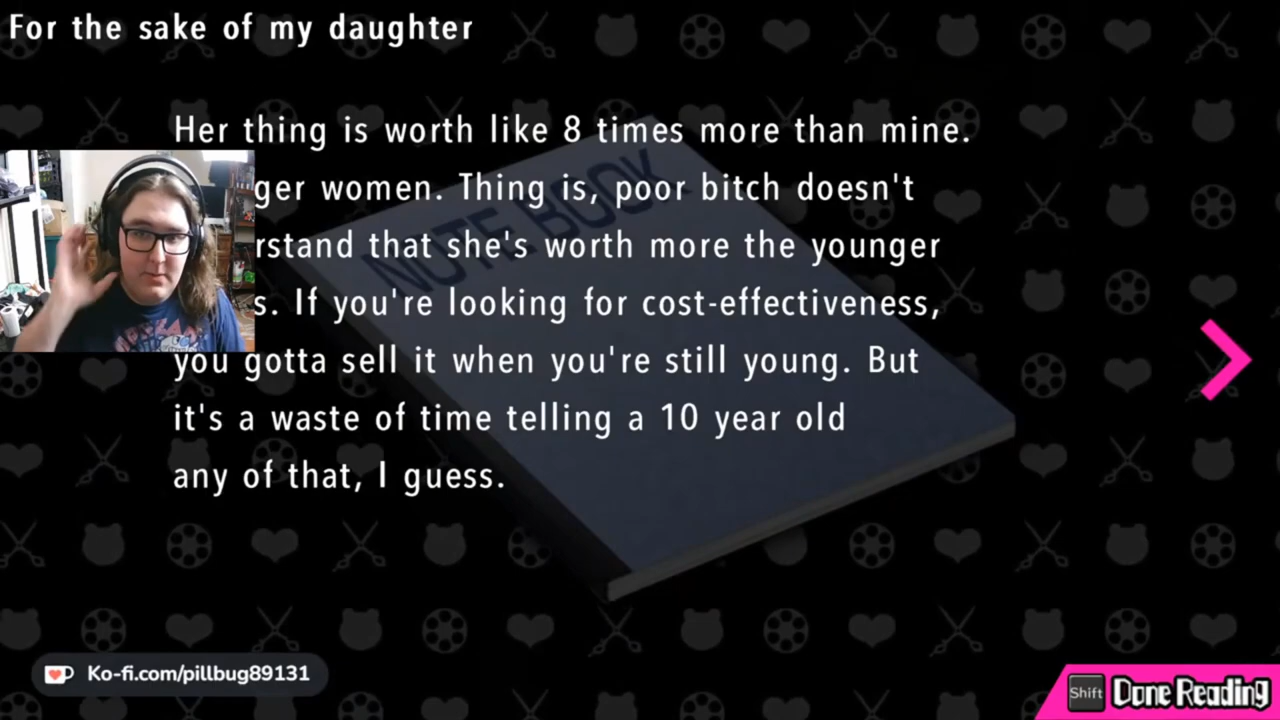 For the sake of my daughter
Her thing is worth like 8 times more than mine.
ger women. Thing is, poor bitch doesn't
rstand that she's worth more the younger
s. If you're looking for cost-effectiveness,
you gotta sell it when you're still young. But
it's a waste of time telling a 10 year old
any of that, I guess.
NOTE BOOK
Ko-fi.com/pillbug89131
Shift Done Reading